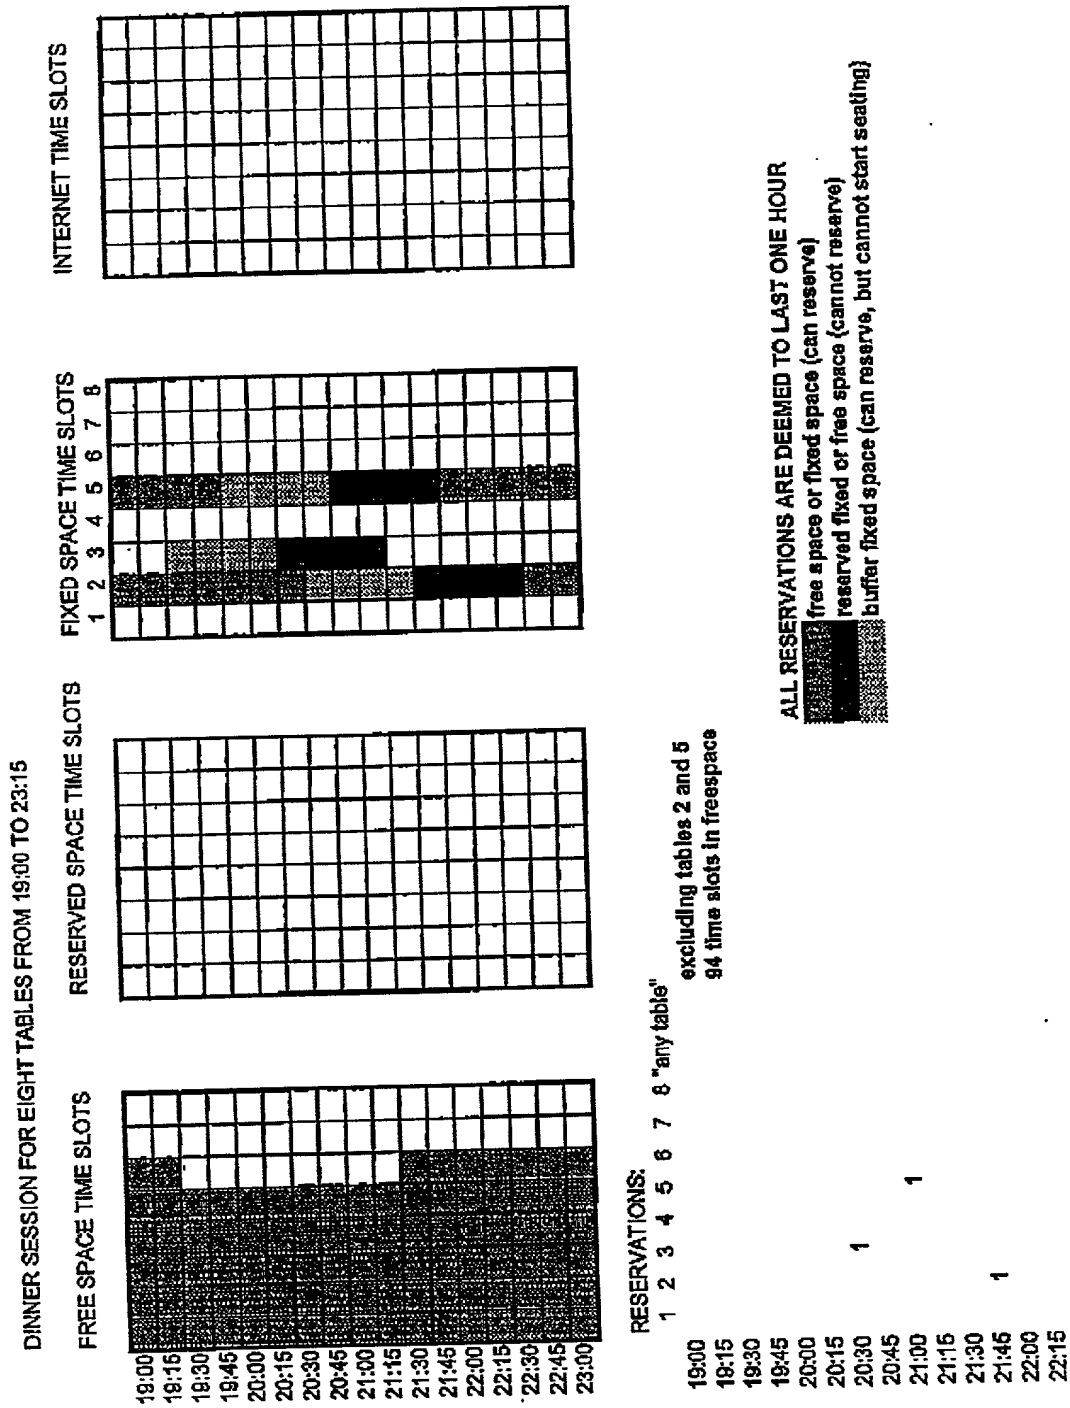 DINNER SESSION FOR EIGHT TABLES FROM 19:00 TO 23:15
FREE SPACE TIME SLOTS
RESERVED SPACE TIME SLOTS
FIXED SPACE TIME SLOTS
INTERNET TIME SLOTS
1 2 3 4 5 6 7 8
19:00
19:15
19:30
19:45
20:00
20:15
20:30
20:45
21:00
21:15
21:30
21:45
22:00
22:15
22:30
22:45
23:00
RESERVATIONS:
1 2 3 4 5 6 7 8 "any table"
excluding tables 2 and 5
94 time slots in freespace
19:00
19:15
19:30
19:45
20:00
20:15
20:30 1
20:45
21:00 1
21:15
21:30
21:45 1
22:00
22:15
ALL RESERVATIONS ARE DEEMED TO LAST ONE HOUR
free space or fixed space (can reserve)
reserved fixed or free space (cannot reserve)
buffer fixed space (can reserve, but cannot start seating)